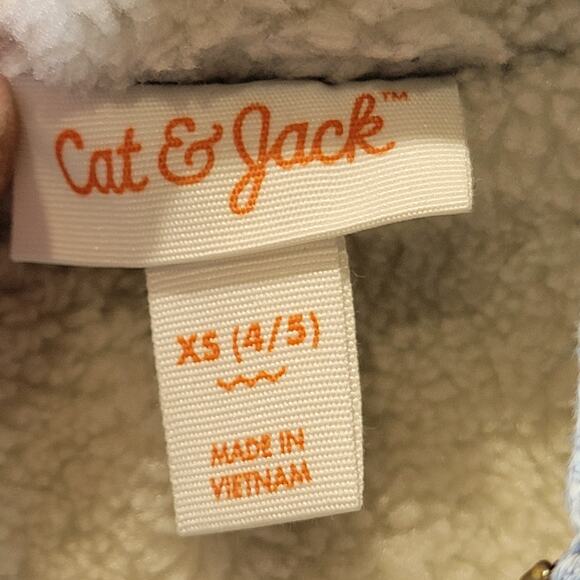 Cat & Jack™
XS (4/5)
MADE IN
VIETNAM